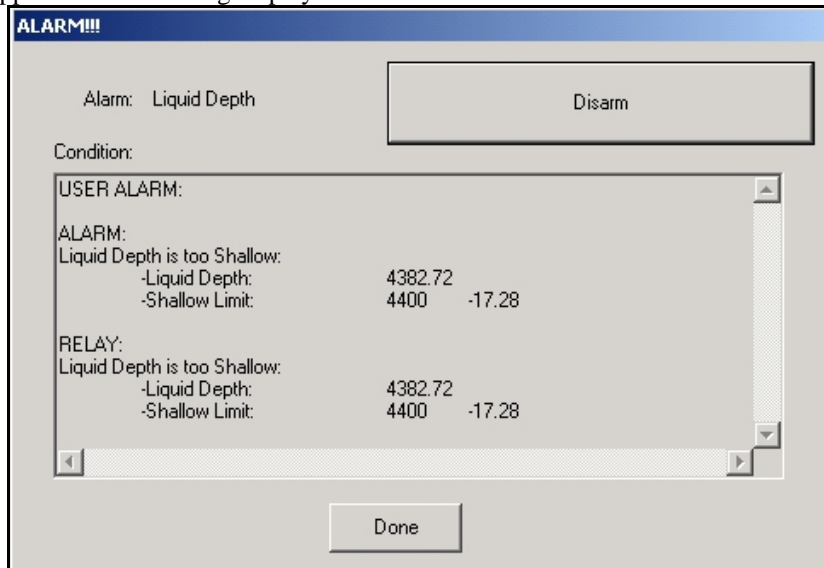 ALARM!!!
Alarm: Liquid Depth
Disarm
Condition:
USER ALARM:
ALARM:
Liquid Depth is too Shallow:
-Liquid Depth: 4382.72
-Shallow Limit: 4400 -17.28
RELAY:
Liquid Depth is too Shallow:
-Liquid Depth: 4382.72
-Shallow Limit: 4400 -17.28
Done